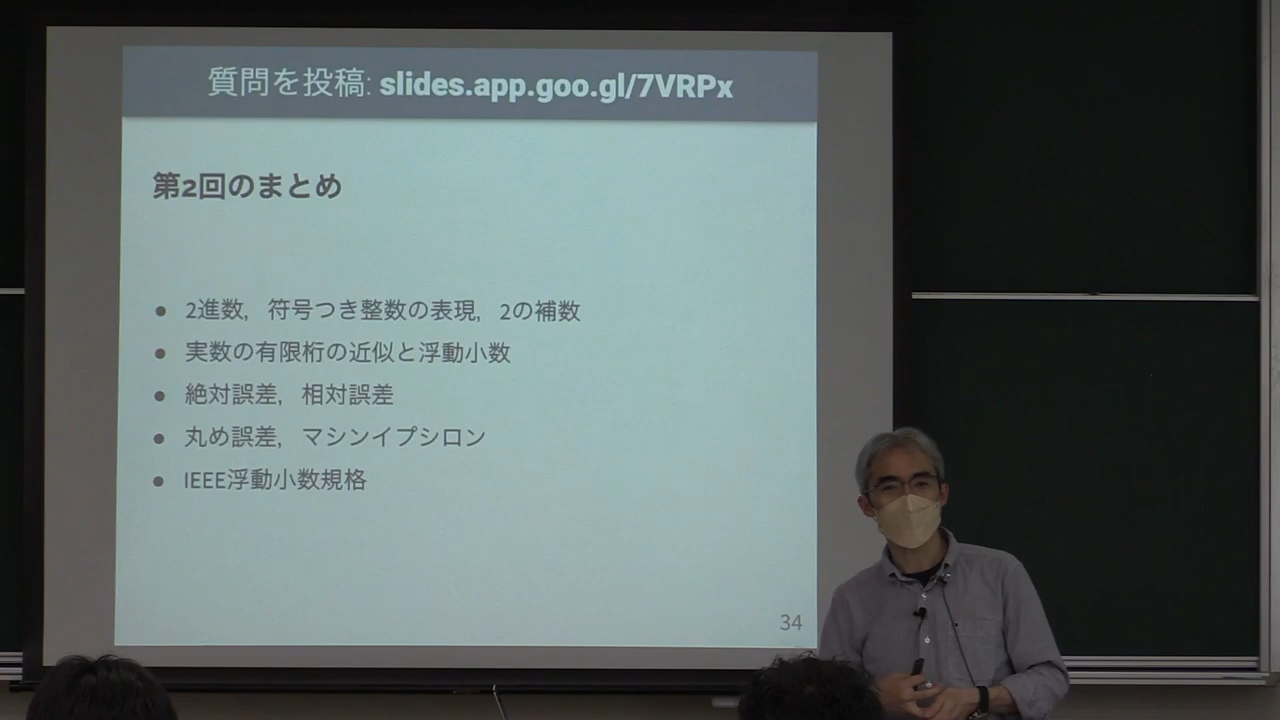 質問を投稿: slides.app.goo.gl/7VRPx
第2回のまとめ
● 2進数，符号つき整数の表現，2の補数
● 実数の有限桁の近似と浮動小数
● 絶対誤差，相対誤差
● 丸め誤差，マシンイプシロン
● IEEE浮動小数規格
34